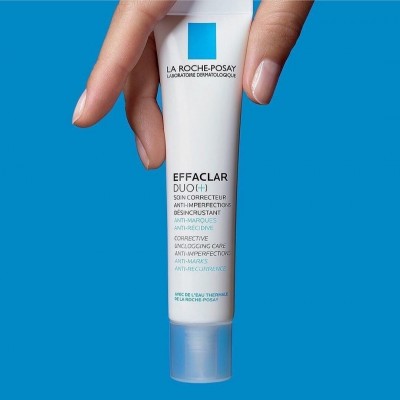 LA ROCHE-POSAY
LABORATOIRE DERMATOLOGIQUE
EFFACLAR
DUO(+)
SOIN CORRECTEUR
DÉSINCRUSTANT
ANTI-IMPERFECTIONS
ANTI-MARQUES
ANTI-RÉCIDIVE
CORRECTIVE
UNCLOGGING CARE
ANTI-IMPERFECTIONS
ANTI-MARKS
ANTI-RECURRENCE
AVEC DE L'EAU THERMALE
DE LA ROCHE-POSAY